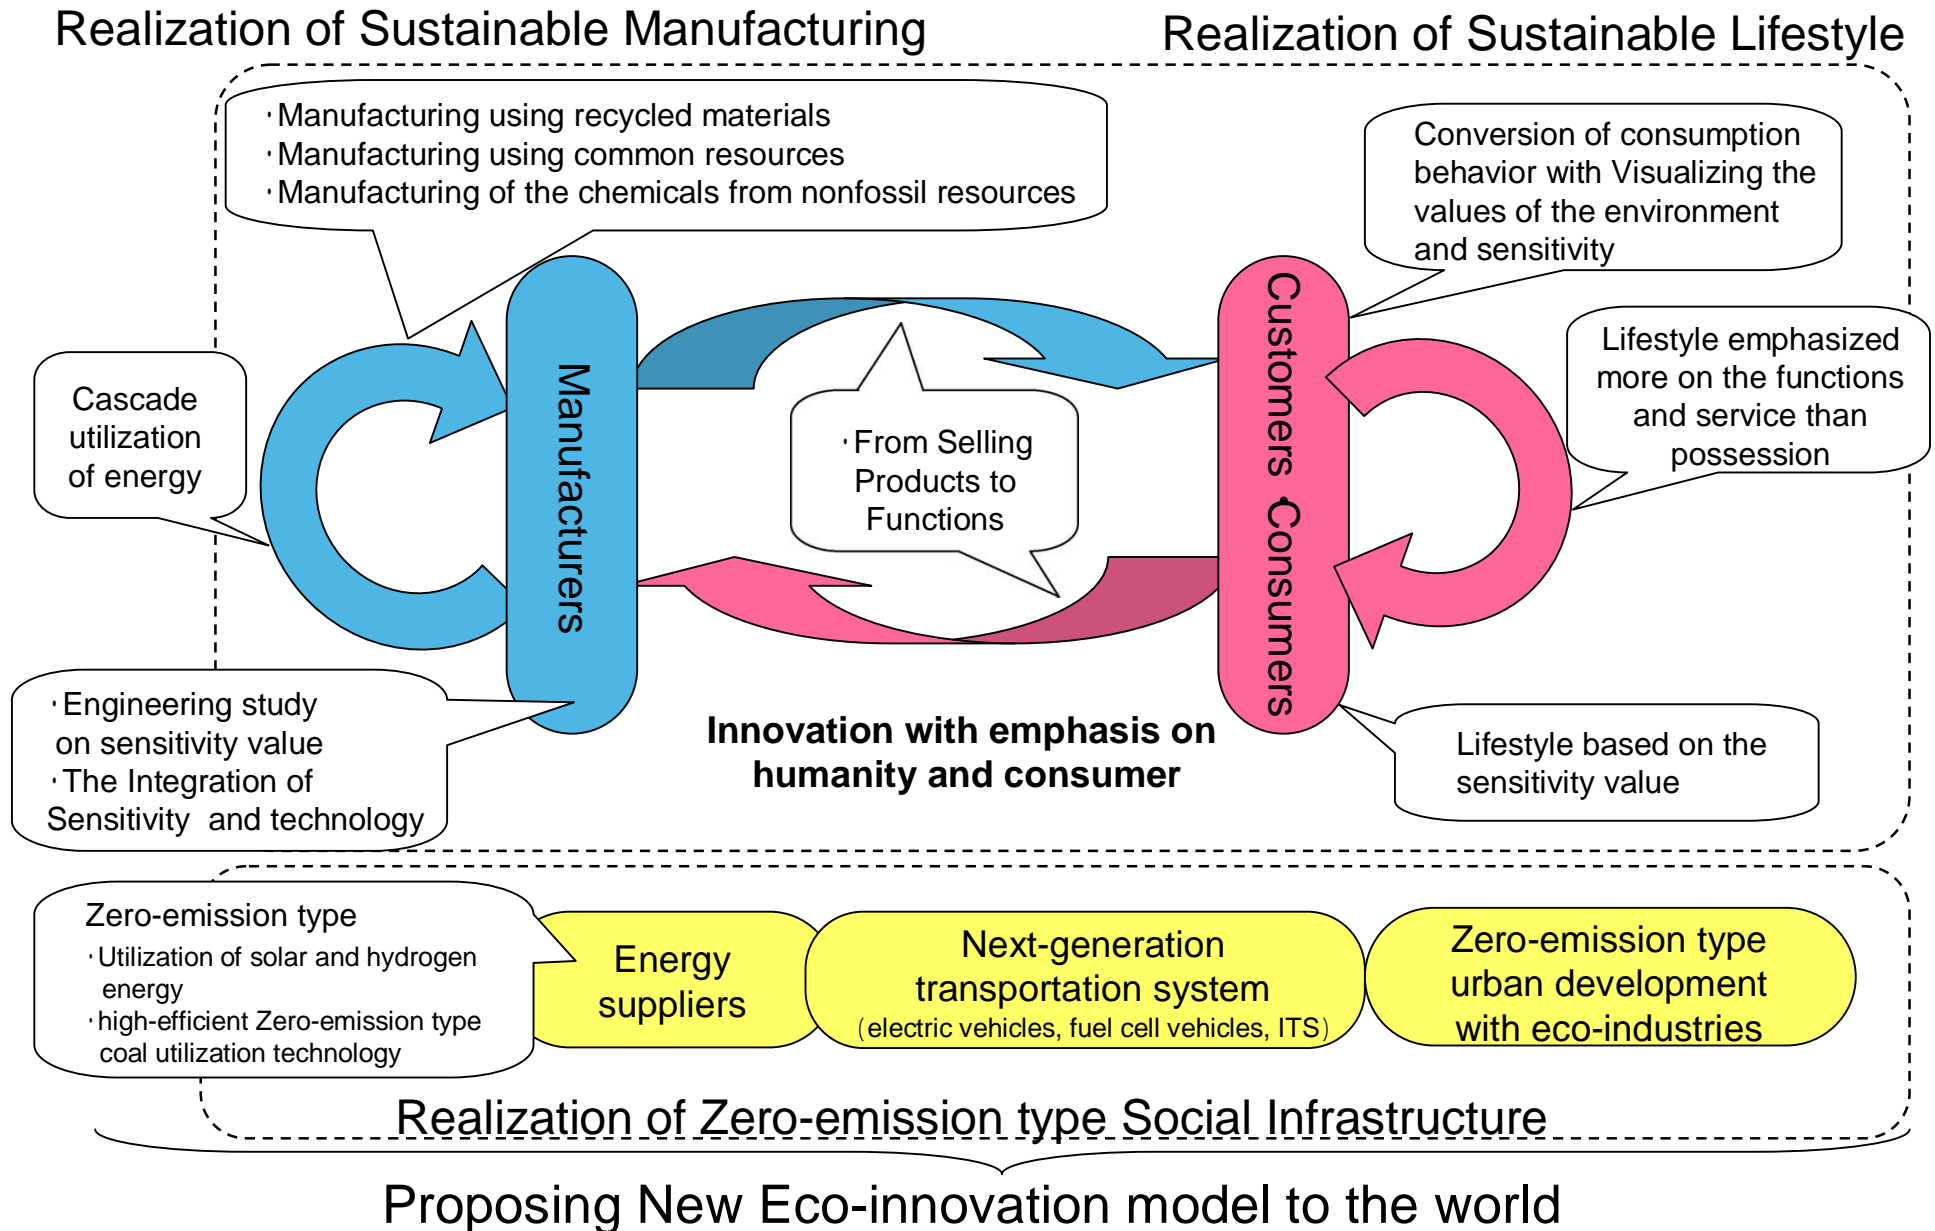 Realization of Sustainable Manufacturing
Realization of Sustainable Lifestyle
·Manufacturing using recycled materials
·Manufacturing using common resources
·Manufacturing of the chemicals from nonfossil resources
Conversion of consumption
behavior with Visualizing the
values of the environment
and sensitivity
Cascade
utilization
of energy
Manufacturers
·From Selling
Products to
Functions
Customers·Consumers
Lifestyle emphasized
more on the functions
and service than
possession
·Engineering study
on sensitivity value
·The Integration of
Sensitivity and technology
Innovation with emphasis on
humanity and consumer
Lifestyle based on the
sensitivity value
Zero-emission type
·Utilization of solar and hydrogen
energy
·high-efficient Zero-emission type
coal utilization technology
Energy
suppliers
Next-generation
transportation system
(electric vehicles, fuel cell vehicles, ITS)
Zero-emission type
urban development
with eco-industries
Realization of Zero-emission type Social Infrastructure
Proposing New Eco-innovation model to the world